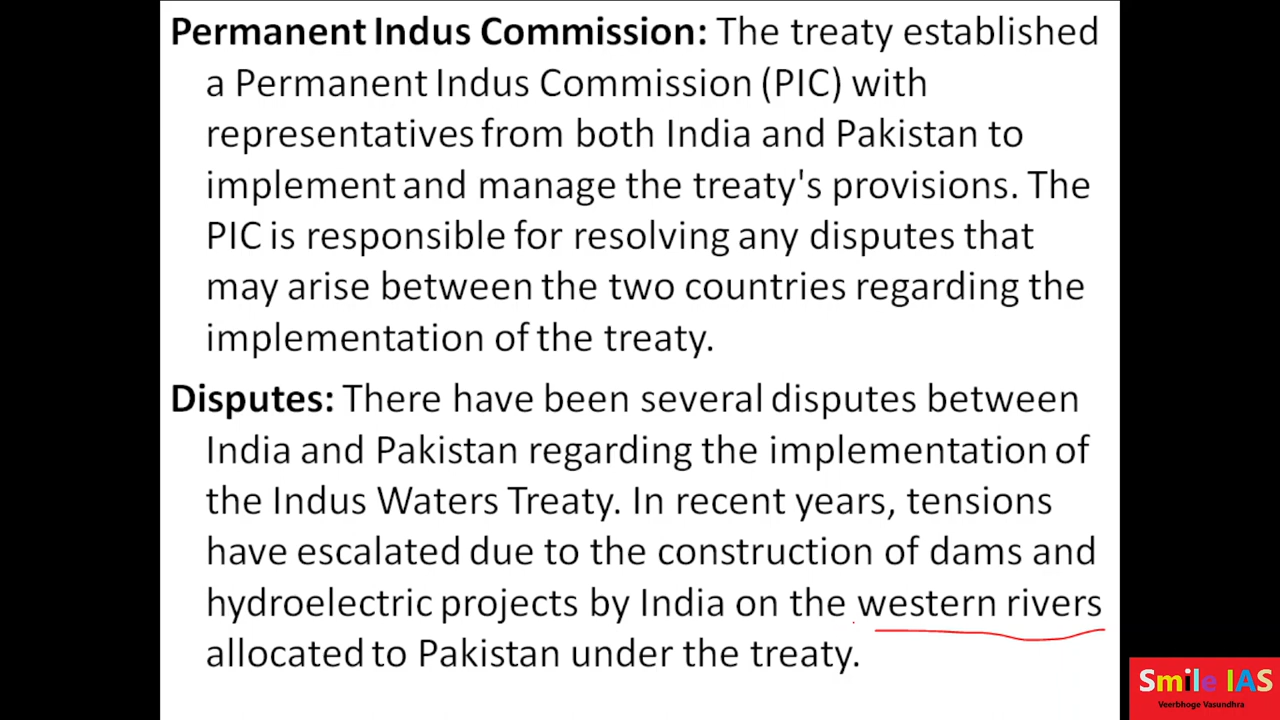 Permanent Indus Commission: The treaty established
a Permanent Indus Commission (PIC) with
representatives from both India and Pakistan to
implement and manage the treaty's provisions. The
PIC is responsible for resolving any disputes that
may arise between the two countries regarding the
implementation of the treaty.
Disputes: There have been several disputes between
India and Pakistan regarding the implementation of
the Indus Waters Treaty. In recent years, tensions
have escalated due to the construction of dams and
hydroelectric projects by India on the western rivers
allocated to Pakistan under the treaty.
Smile IAS
Veerbhoge Vasundhra